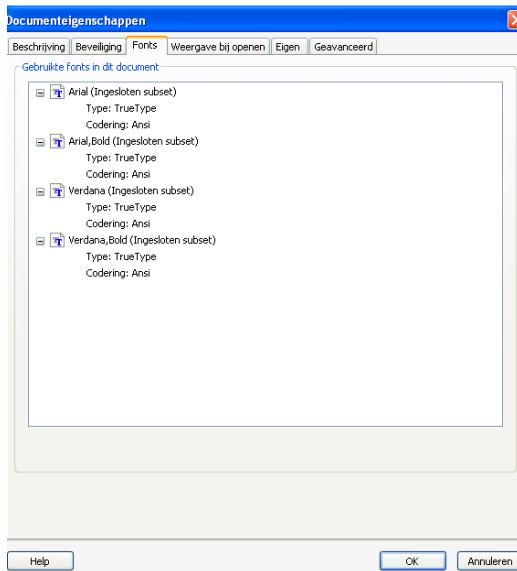 Documenteigenschappen
Beschrijving Beveiliging Fonts Weergave bij openen Eigen Geavanceerd
Gebruikte fonts in dit document
Arial (Ingesloten subset)
Type: TrueType
Codering: Ansi
Arial,Bold (Ingesloten subset)
Type: TrueType
Codering: Ansi
Verdana (Ingesloten subset)
Type: TrueType
Codering: Ansi
Verdana,Bold (Ingesloten subset)
Type: TrueType
Codering: Ansi
Help OK Annuleren